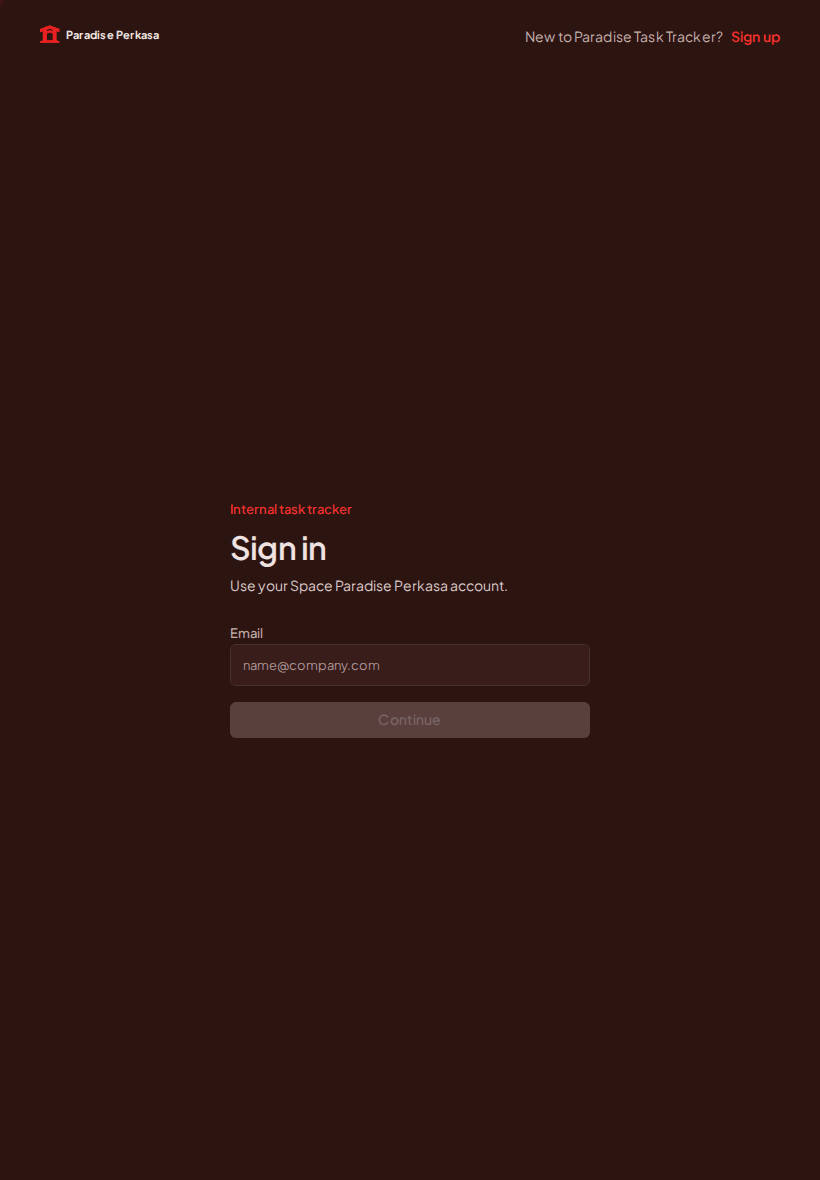 Paradise Perkasa
New to Paradise Task Tracker? Sign up
Internal task tracker
Sign in
Use your Space Paradise Perkasa account.
Email
name@company.com
Continue